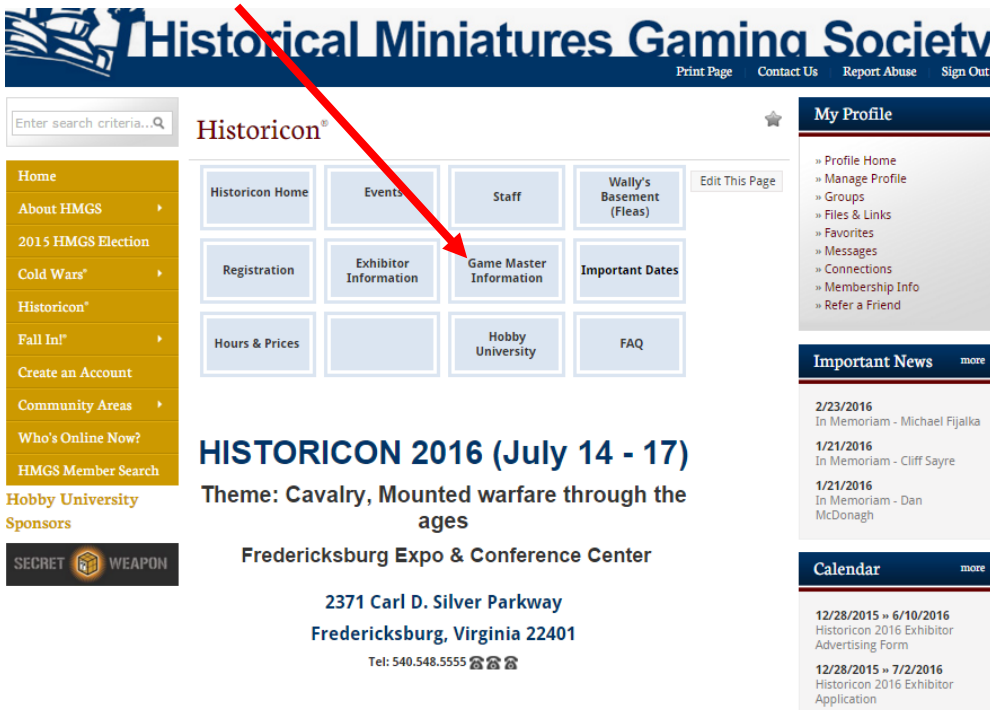 Historical Miniatures Gaming Society
Print Page Contact Us Report Abuse Sign Out
Enter search criteria...
Home
About HMGS
2015 HMGS Election
Cold Wars®
Historicon®
Fall In!®
Create an Account
Community Areas
Who's Online Now?
HMGS Member Search
Hobby University
Sponsors
SECRET WEAPON
Historicon®
Historicon Home
Events
Staff
Wally's
Basement
(Fleas)
Edit This Page
Registration
Exhibitor
Information
Game Master
Information
Important Dates
Hours & Prices
Hobby
University
FAQ
HISTORICON 2016 (July 14 - 17)
Theme: Cavalry, Mounted warfare through the
ages
Fredericksburg Expo & Conference Center
2371 Carl D. Silver Parkway
Fredericksburg, Virginia 22401
Tel: 540.548.5555
My Profile
» Profile Home
» Manage Profile
» Groups
» Files & Links
» Favorites
» Messages
» Connections
» Membership Info
» Refer a Friend
Important News more
2/23/2016
In Memoriam - Michael Fijalka
1/21/2016
In Memoriam - Cliff Sayre
1/21/2016
In Memoriam - Dan
McDonagh
Calendar more
12/28/2015 » 6/10/2016
Historicon 2016 Exhibitor
Advertising Form
12/28/2015 » 7/2/2016
Historicon 2016 Exhibitor
Application